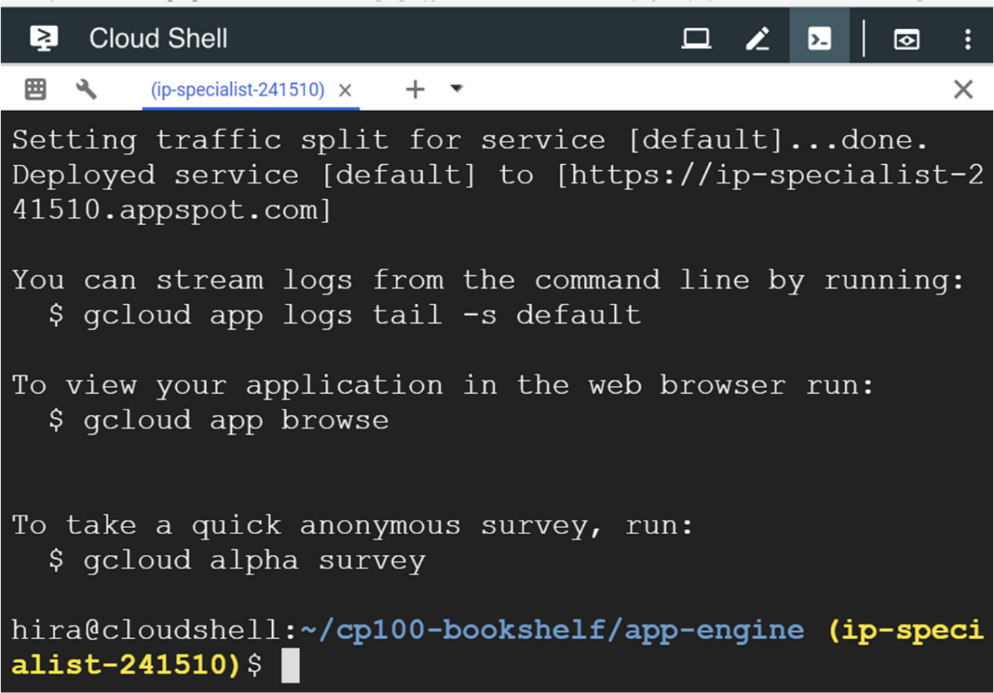 Cloud Shell
(ip-specialist-241510)
Setting traffic split for service [default]...done.
Deployed service [default] to [https://ip-specialist-2
41510.appspot.com]
You can stream logs from the command line by running:
  $ gcloud app logs tail -s default
To view your application in the web browser run:
  $ gcloud app browse
To take a quick anonymous survey, run:
  $ gcloud alpha survey
hira@cloudshell:~/cp100-bookshelf/app-engine (ip-speci
alist-241510)$